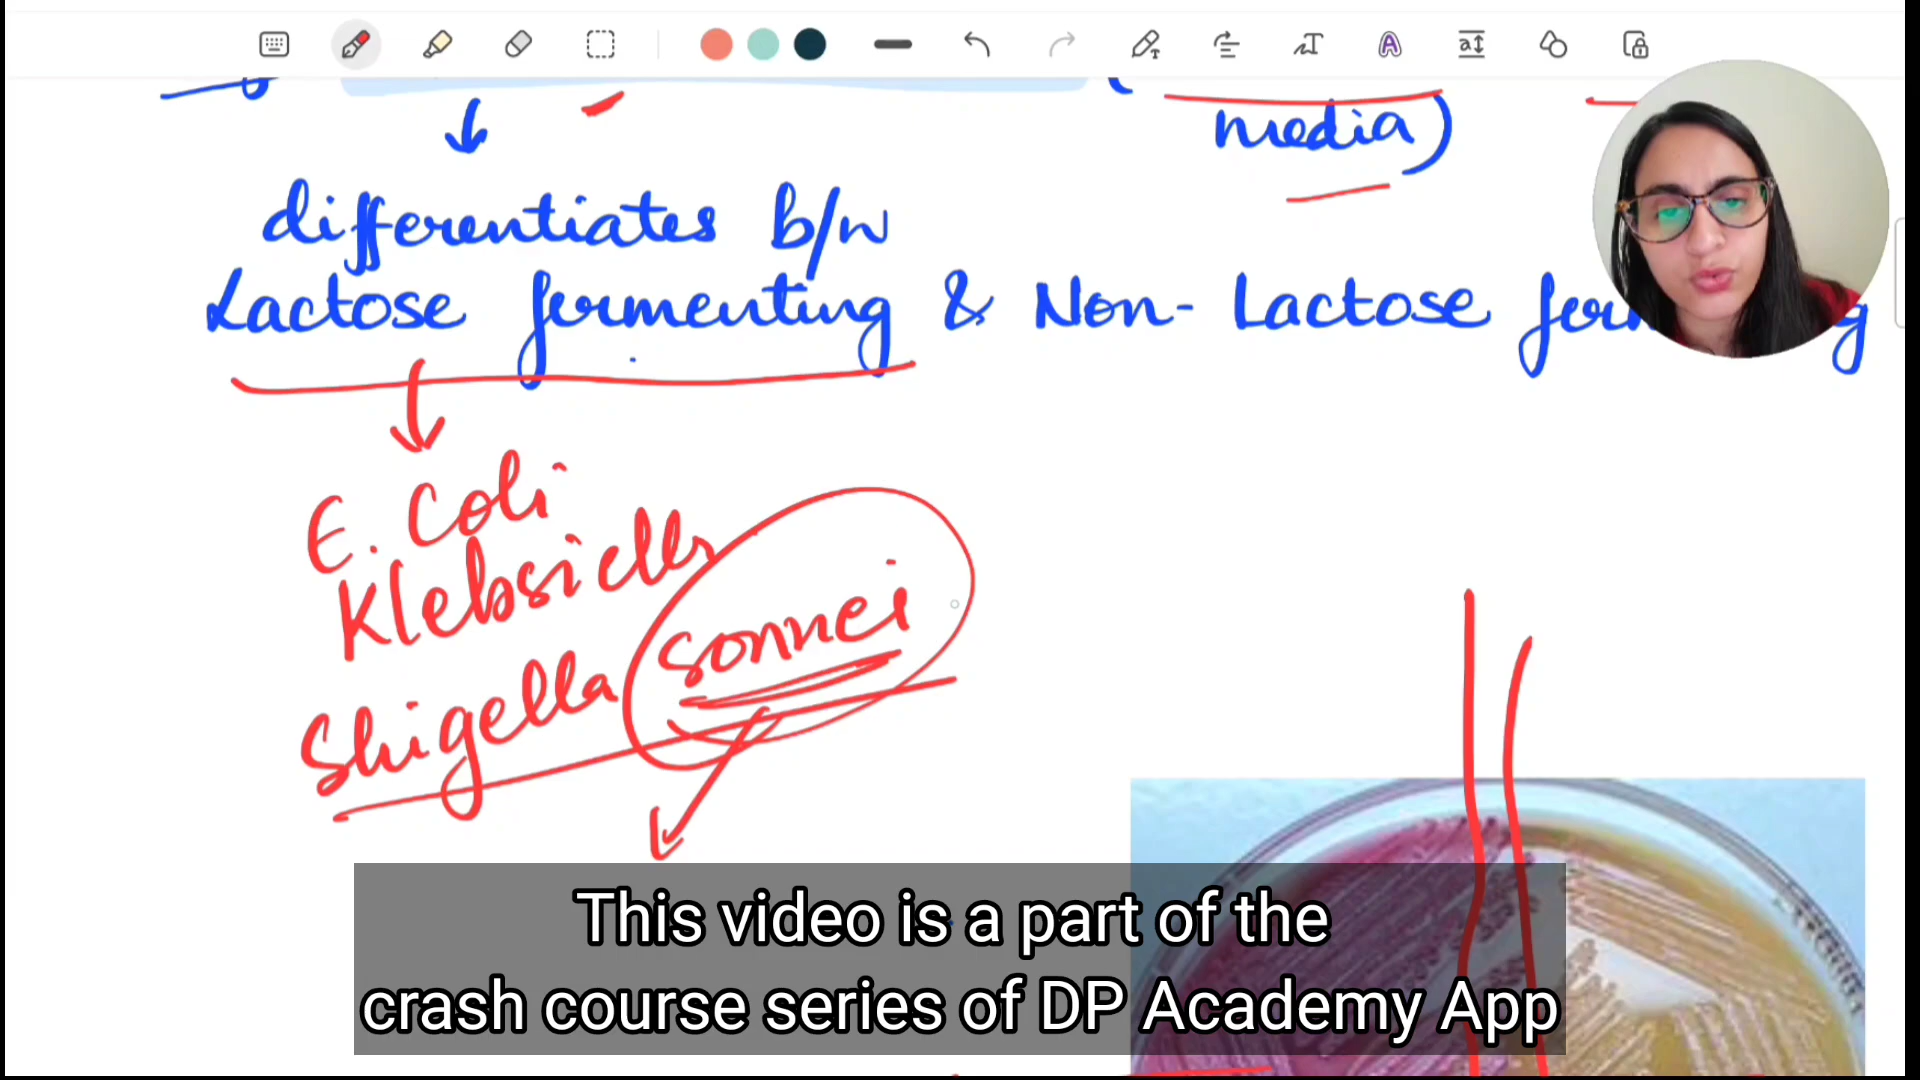 media)
differentiates b/w
Lactose fermenting & Non- Lactose
E. Coli
Klebsiella
Shigella sonnei
This video is a part of the
crash course series of DP Academy App